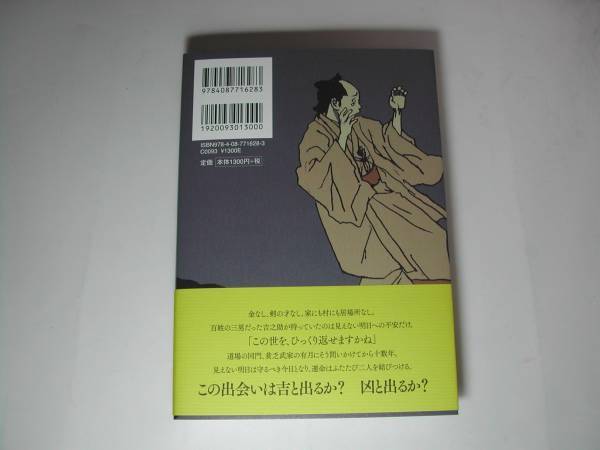 9784087716283
1920093013000
ISBN978-4-08-771628-3
C0093 ¥1300E
定価 本体1300円+税
金なし、剣の才なし、家にも村にも居場所なし。
百姓の三男だった吉之助が持っていたのは見えない明日への不安だけ。
「この世を、ひっくり返せますかね」
道場の同門、貧乏武家の有月にそう問いかけてから十数年。
見えない明日は守るべき今日となり、運命はふたたび二人を結びつける。
この出会いは吉と出るか? 凶と出るか?